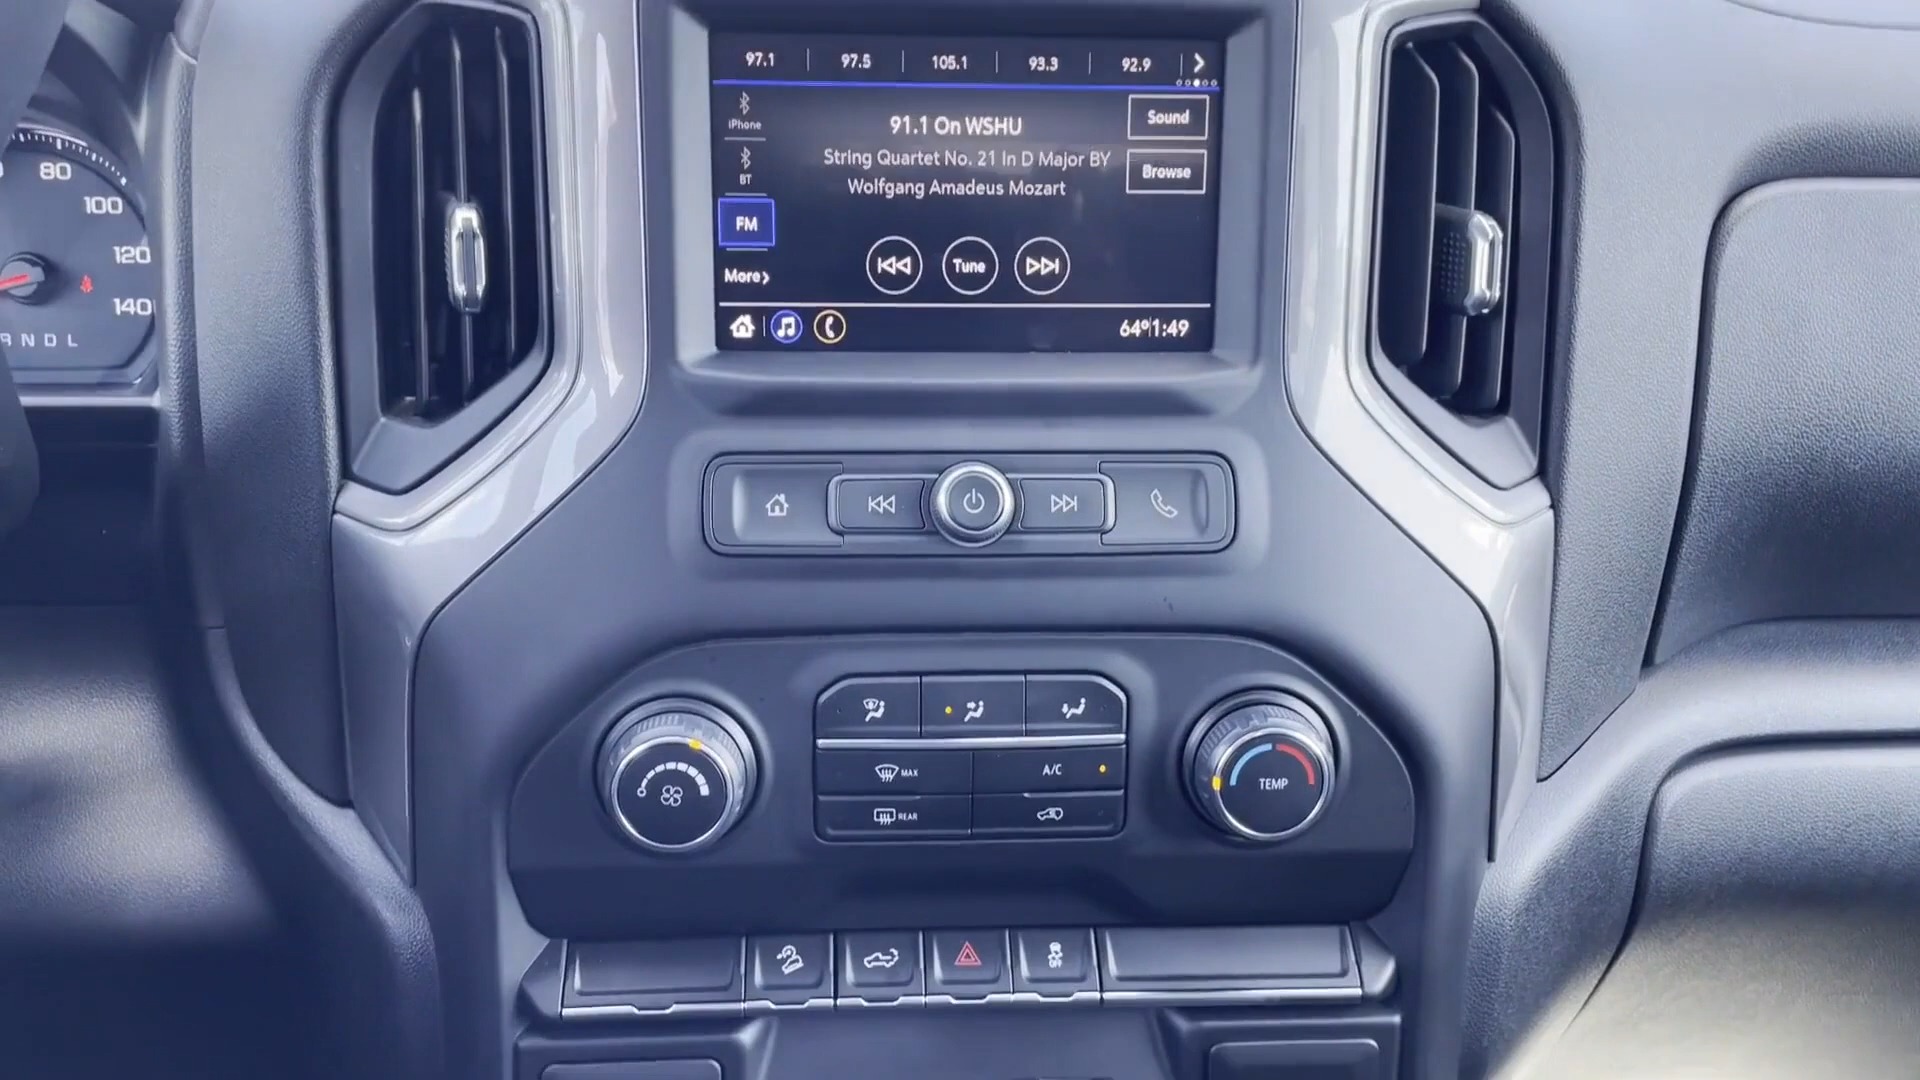 97.1 97.5 105.1 93.3 92.9
iPhone
91.1 On WSHU
Sound
String Quartet No. 21 In D Major BY
Wolfgang Amadeus Mozart
BT
Browse
FM
Tune
More
64° 1:49
80
100
120
140
R N D L
MAX
A/C
REAR
TEMP
OFF